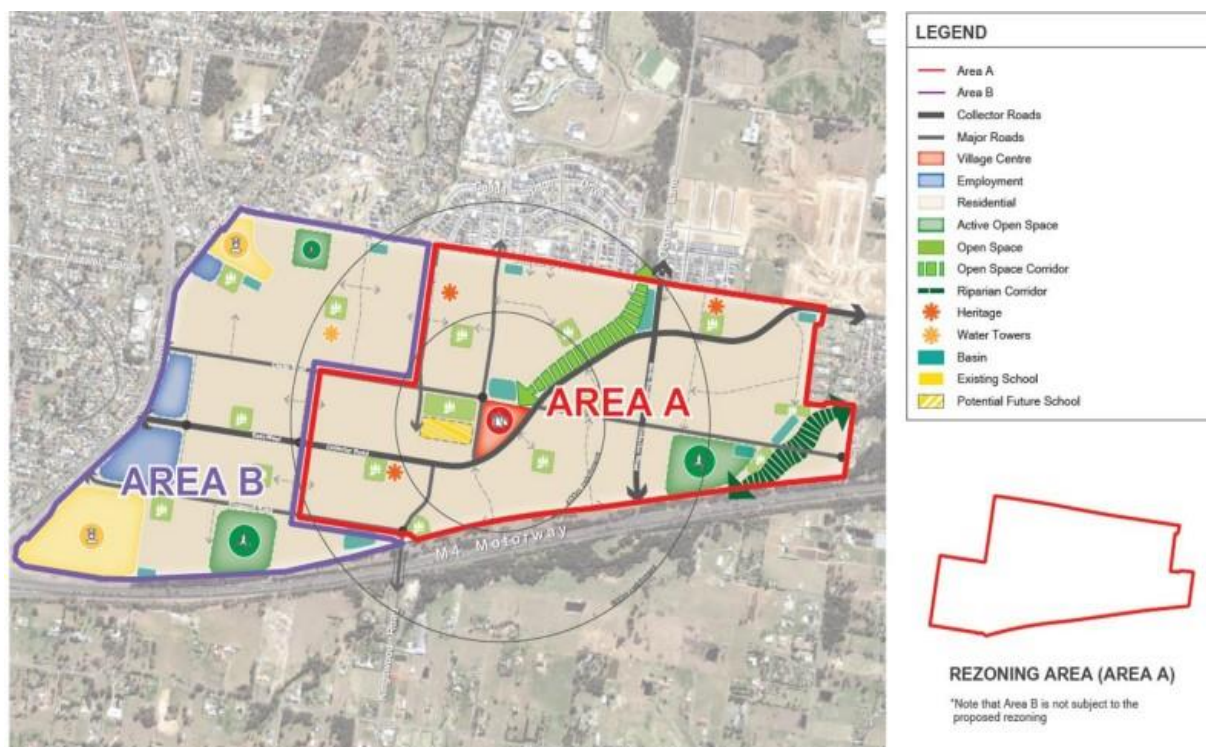 LEGEND
Area A
Area B
Collector Roads
Major Roads
Village Centre
Employment
Residential
Active Open Space
Open Space
Open Space Corridor
Riparian Corridor
Heritage
Water Towers
Basin
Existing School
Potential Future School
AREA A
AREA B
Collector Road
M4 Motorway
REZONING AREA (AREA A)
*Note that Area B is not subject to the
proposed rezoning